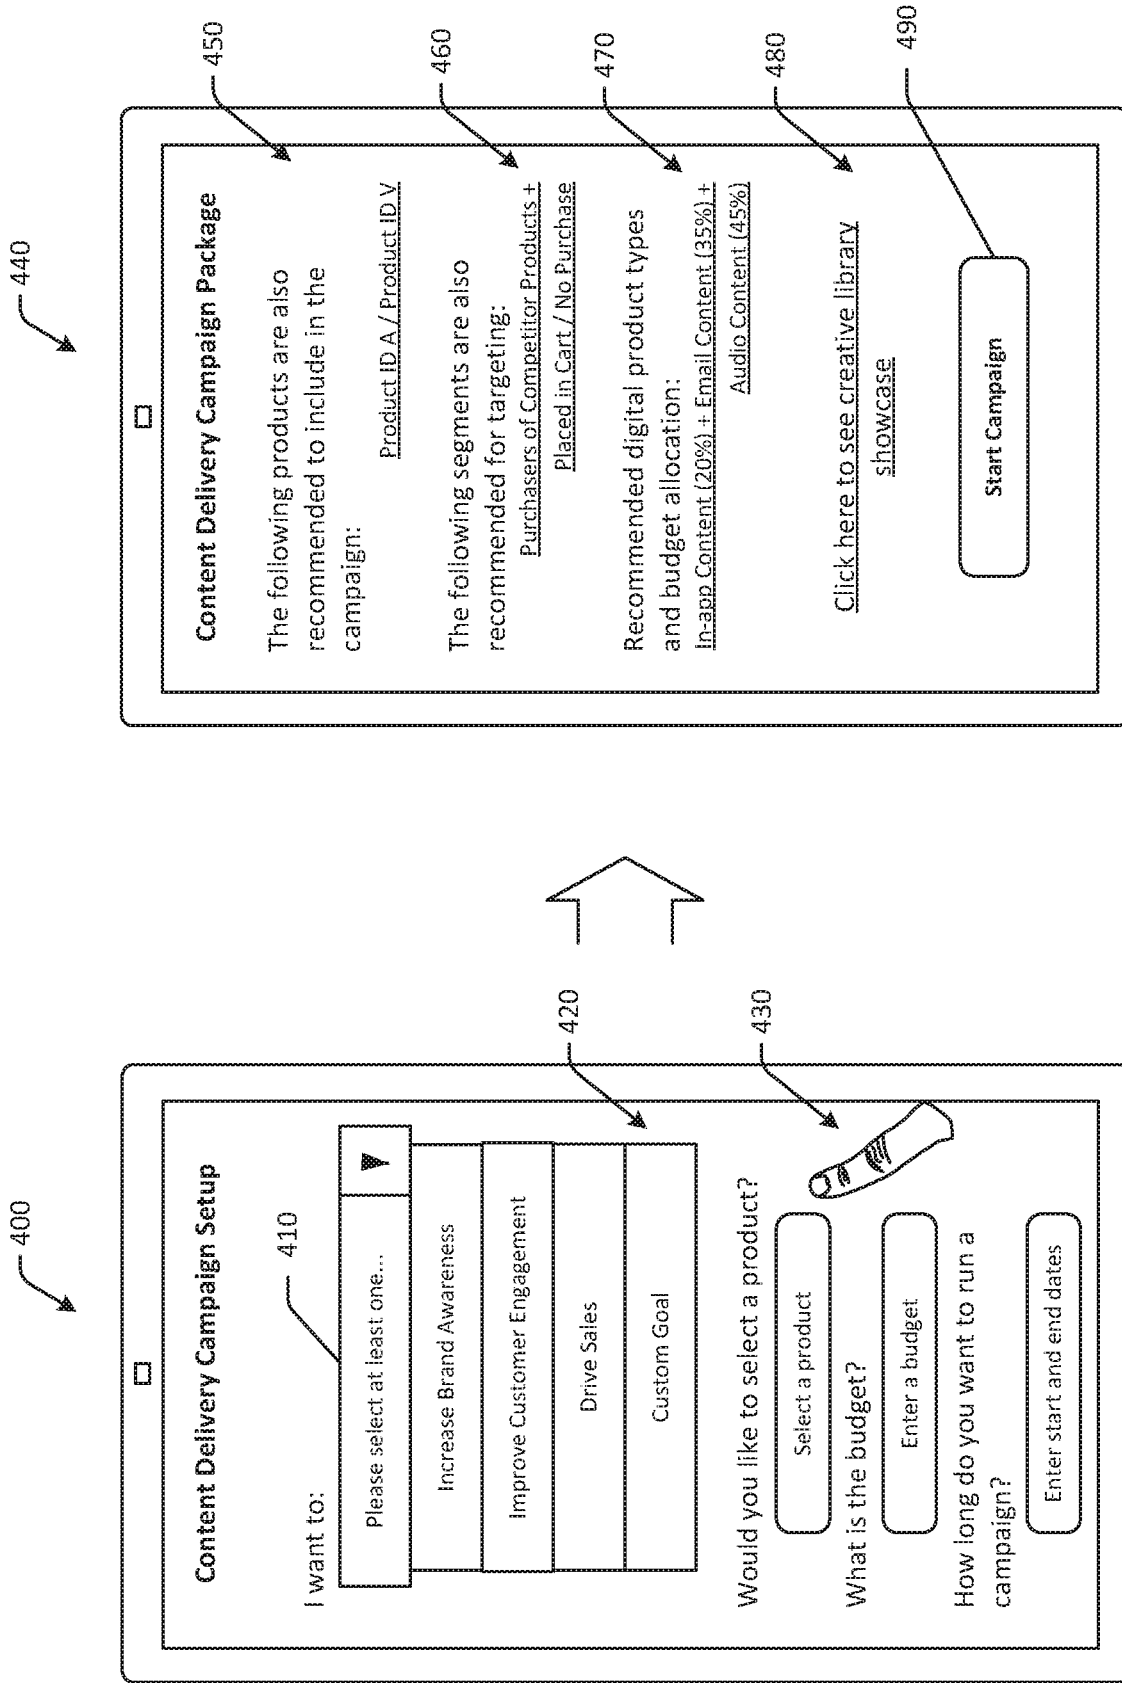 400
Content Delivery Campaign Setup
I want to:
410
Please select at least one...
Increase Brand Awareness
Improve Customer Engagement
Drive Sales
Custom Goal
420
Would you like to select a product?
430
Select a product
What is the budget?
Enter a budget
How long do you want to run a
campaign?
Enter start and end dates
440
Content Delivery Campaign Package
450
The following products are also
recommended to include in the
campaign:
Product ID A / Product ID V
460
The following segments are also
recommended for targeting:
Purchasers of Competitor Products +
Placed in Cart / No Purchase
470
Recommended digital product types
and budget allocation:
In-app Content (20%) + Email Content (35%) +
Audio Content (45%)
480
Click here to see creative library
showcase
490
Start Campaign